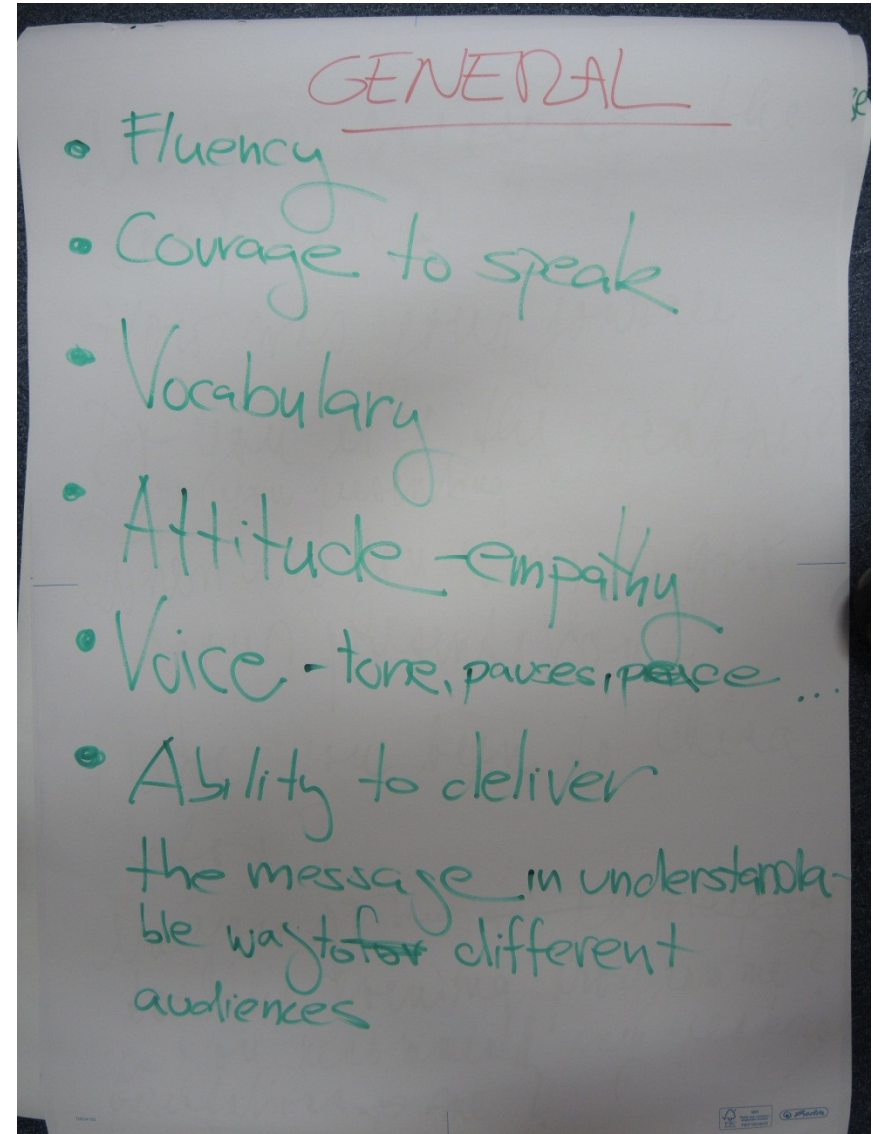 GENERAL
• Fluency
• Courage to speak
• Vocabulary
• Attitude - empathy
• Voice - tone, pauses, pace ...
• Ability to deliver
the message in understanda-
ble way to for different
audiences